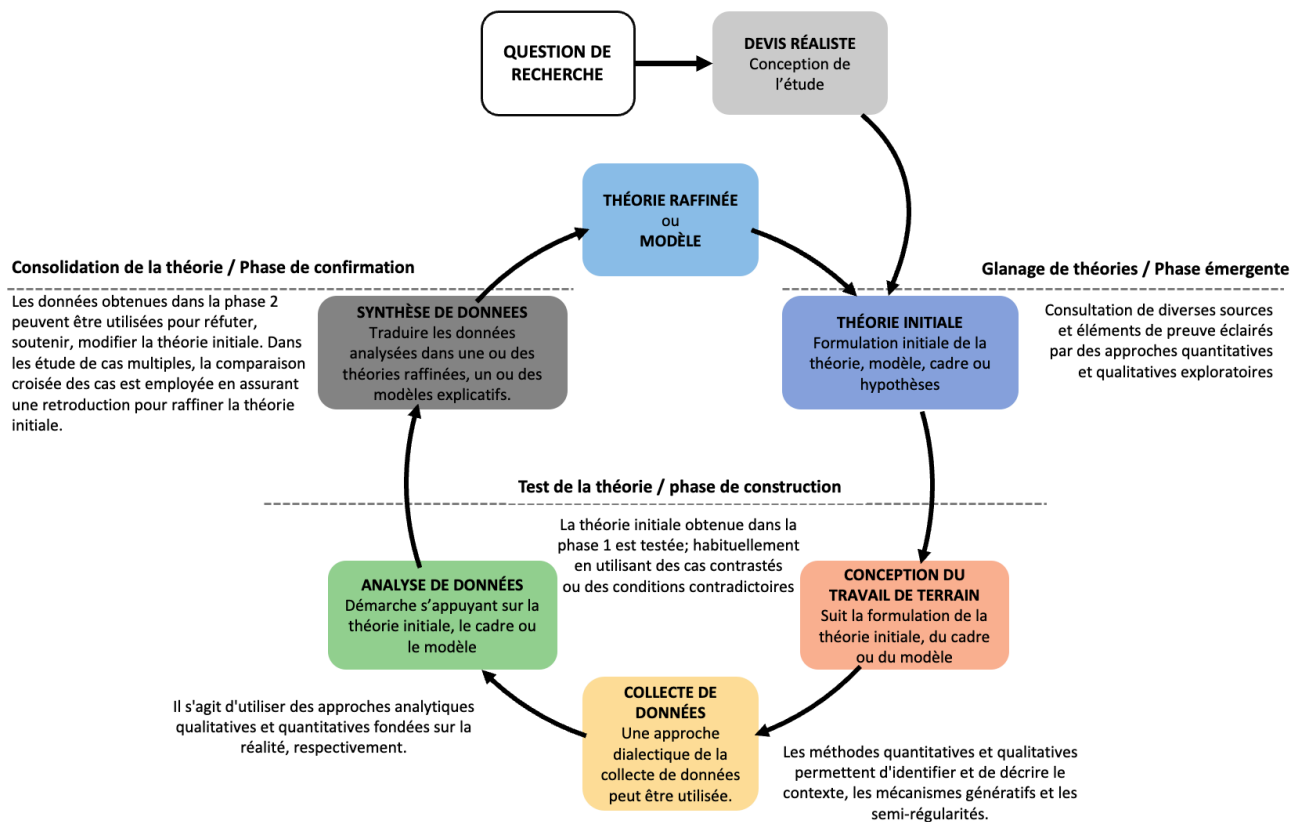 QUESTION DE
RECHERCHE
DEVIS RÉALISTE
Conception de
l'étude
THÉORIE RAFFINÉE
ou
MODÈLE
Consolidation de la théorie / Phase de confirmation
Les données obtenues dans la phase 2
peuvent être utilisées pour réfuter,
soutenir, modifier la théorie initiale. Dans
les étude de cas multiples, la comparaison
croisée des cas est employée en assurant
une retroduction pour raffiner la théorie
initiale.
SYNTHÈSE DE DONNEES
Traduire les données
analysées dans une ou des
théories raffinées, un ou des
modèles explicatifs.
Glanage de théories / Phase émergente
THÉORIE INITIALE
Formulation initiale de la
théorie, modèle, cadre ou
hypothèses
Consultation de diverses sources
et éléments de preuve éclairés
par des approches quantitatives
et qualitatives exploratoires
Test de la théorie / phase de construction
La théorie initiale obtenue dans la
phase 1 est testée; habituellement
en utilisant des cas contrastés
ou des conditions contradictoires
ANALYSE DE DONNÉES
Démarche s'appuyant sur la
théorie initiale, le cadre ou
le modèle
CONCEPTION DU
TRAVAIL DE TERRAIN
Suit la formulation de la
théorie initiale, du cadre
ou du modèle
Il s'agit d'utiliser des approches analytiques
qualitatives et quantitatives fondées sur la
réalité, respectivement.
COLLECTE DE
DONNÉES
Une approche
dialectique de la
collecte de données
peut être utilisée.
Les méthodes quantitatives et qualitatives
permettent d'identifier et de décrire le
contexte, les mécanismes génératifs et les
semi-régularités.